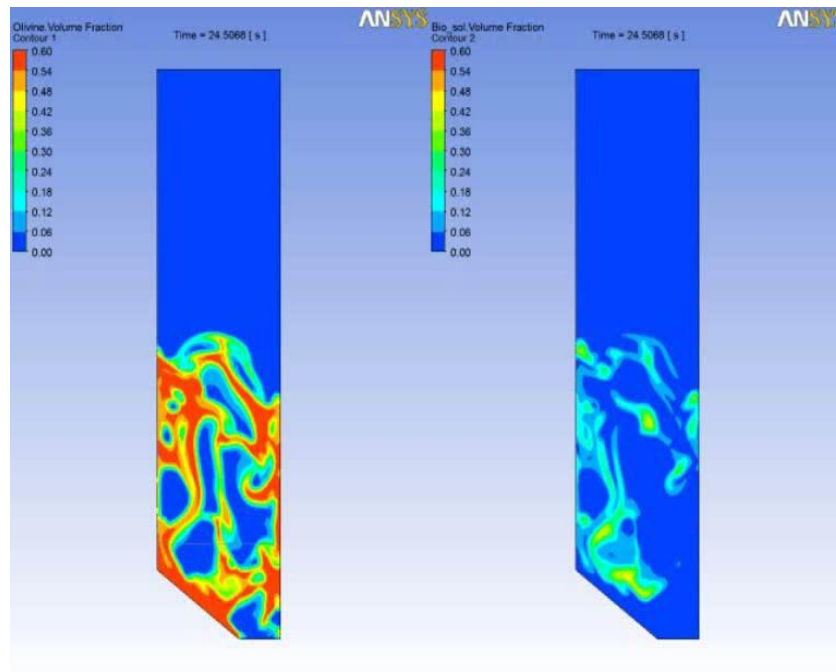 Olivine.Volume Fraction
Contour 1
0.60
0.54
0.48
0.42
0.36
0.30
0.24
0.18
0.12
0.06
0.00
Time = 24.5068 [ s ]
ANSYS
Bio_sol.Volume Fraction
Contour 2
0.60
0.54
0.48
0.42
0.36
0.30
0.24
0.18
0.12
0.06
0.00
Time = 24.5068 [ s ]
ANSYS